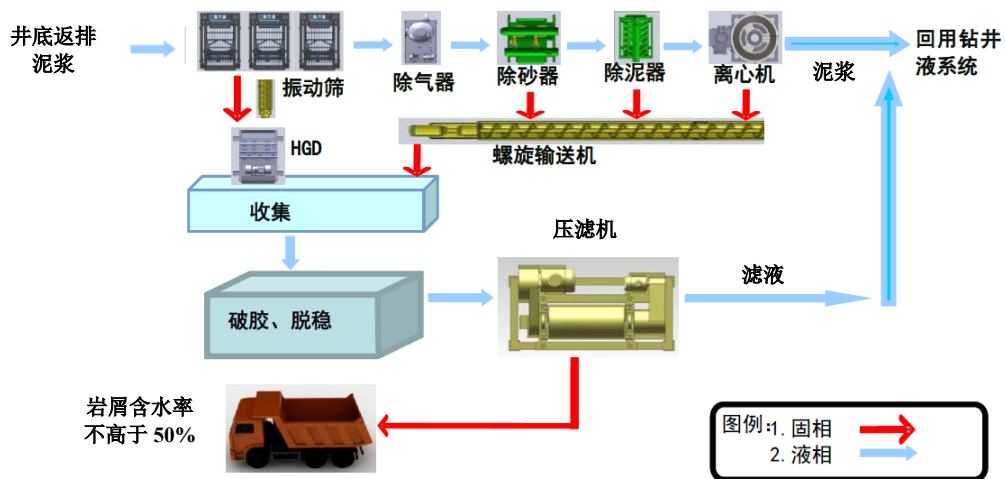 井底返排
泥浆
振动筛
除气器
除砂器
除泥器
离心机
泥浆
回用钻井
液系统
HGD
螺旋输送机
收集
压滤机
滤液
破胶、脱稳
岩屑含水率
不高于 50%
图例:1. 固相
2. 液相